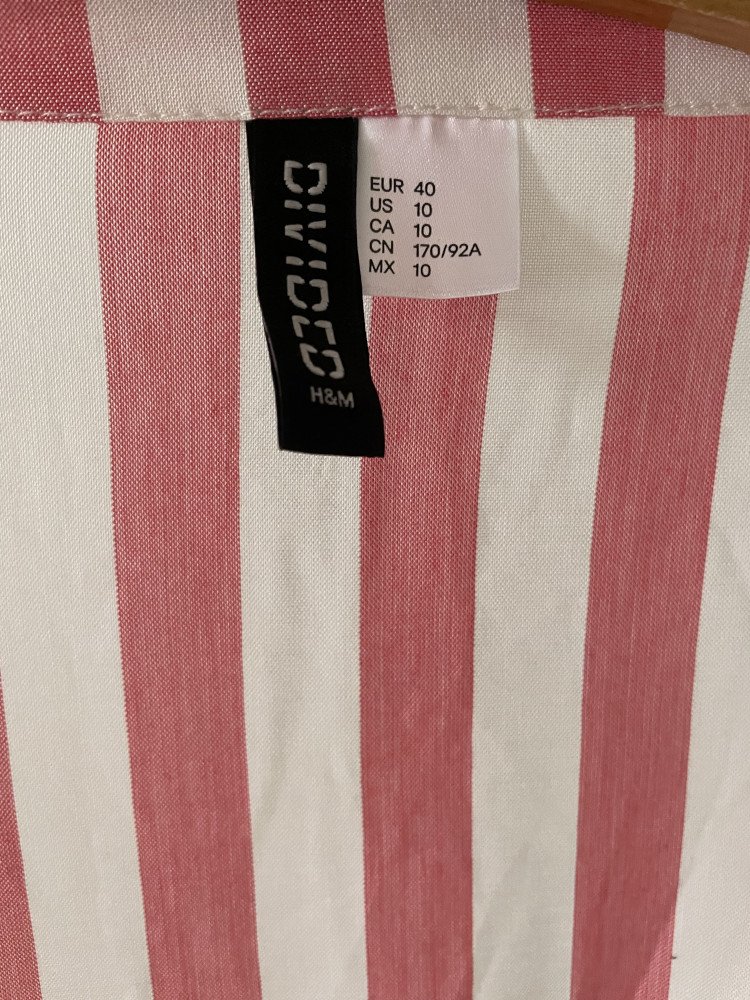 DIVIDED
H&M
EUR 40
US 10
CA 10
CN 170/92A
MX 10